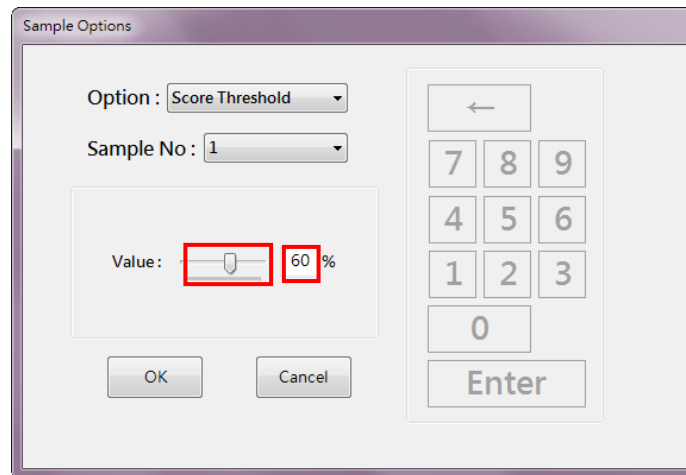 Sample Options
Option : Score Threshold
Sample No : 1
Value : 60 %
OK Cancel
←
7 8 9
4 5 6
1 2 3
0
Enter